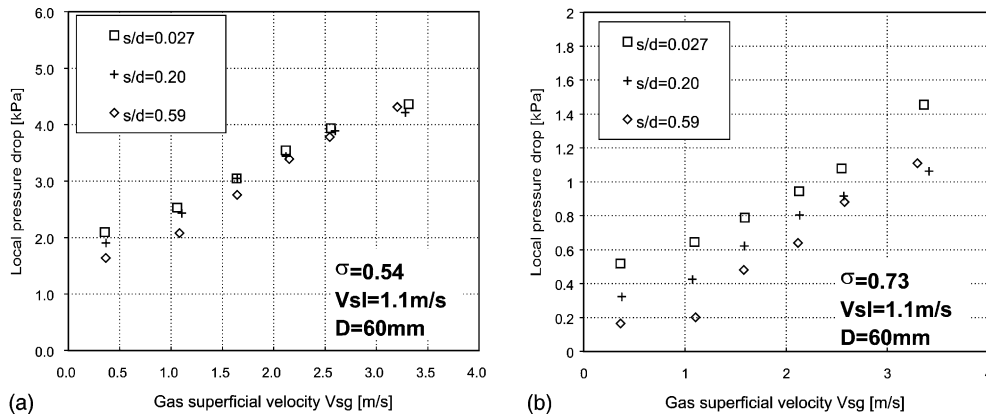 6.0
5.0
4.0
3.0
2.0
1.0
0.0
Local pressure drop [kPa]
s/d=0.027
s/d=0.20
s/d=0.59
σ=0.54
Vsl=1.1m/s
D=60mm
0.0 0.5 1.0 1.5 2.0 2.5 3.0 3.5 4.0
Gas superficial velocity Vsg [m/s]
(a)
2
1.8
1.6
1.4
1.2
1
0.8
0.6
0.4
0.2
0
Local pressure drop [kPa]
s/d=0.027
s/d=0.20
s/d=0.59
σ=0.73
Vsl=1.1m/s
D=60mm
0 1 2 3 4
Gas superficial velocity Vsg [m/s]
(b)